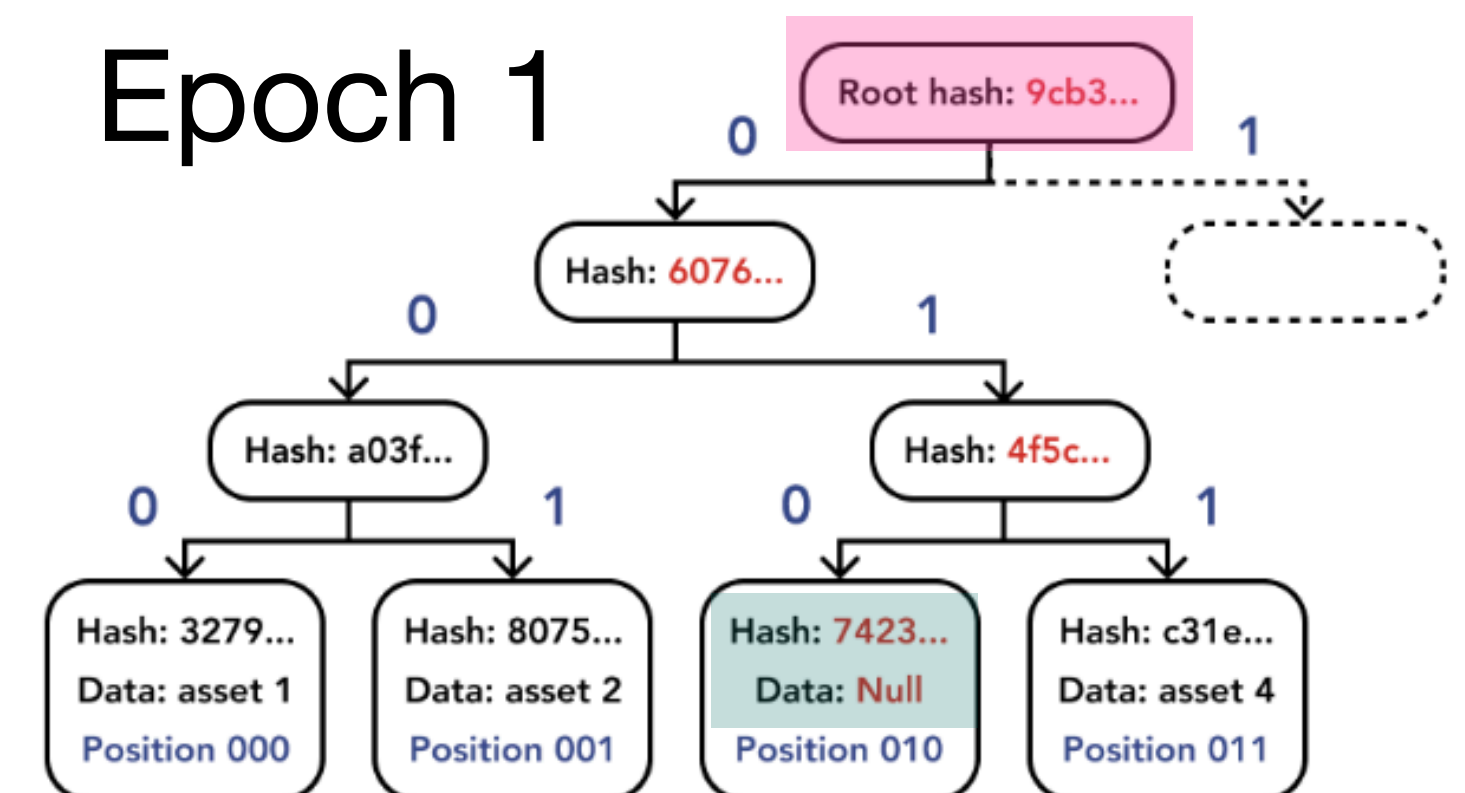 Epoch 1
Root hash: 9cb3...
0
1
Hash: 6076...
0
1
Hash: a03f...
Hash: 4f5c...
0
1
0
1
Hash: 3279...
Data: asset 1
Position 000
Hash: 8075...
Data: asset 2
Position 001
Hash: 7423...
Data: Null
Position 010
Hash: c31e...
Data: asset 4
Position 011